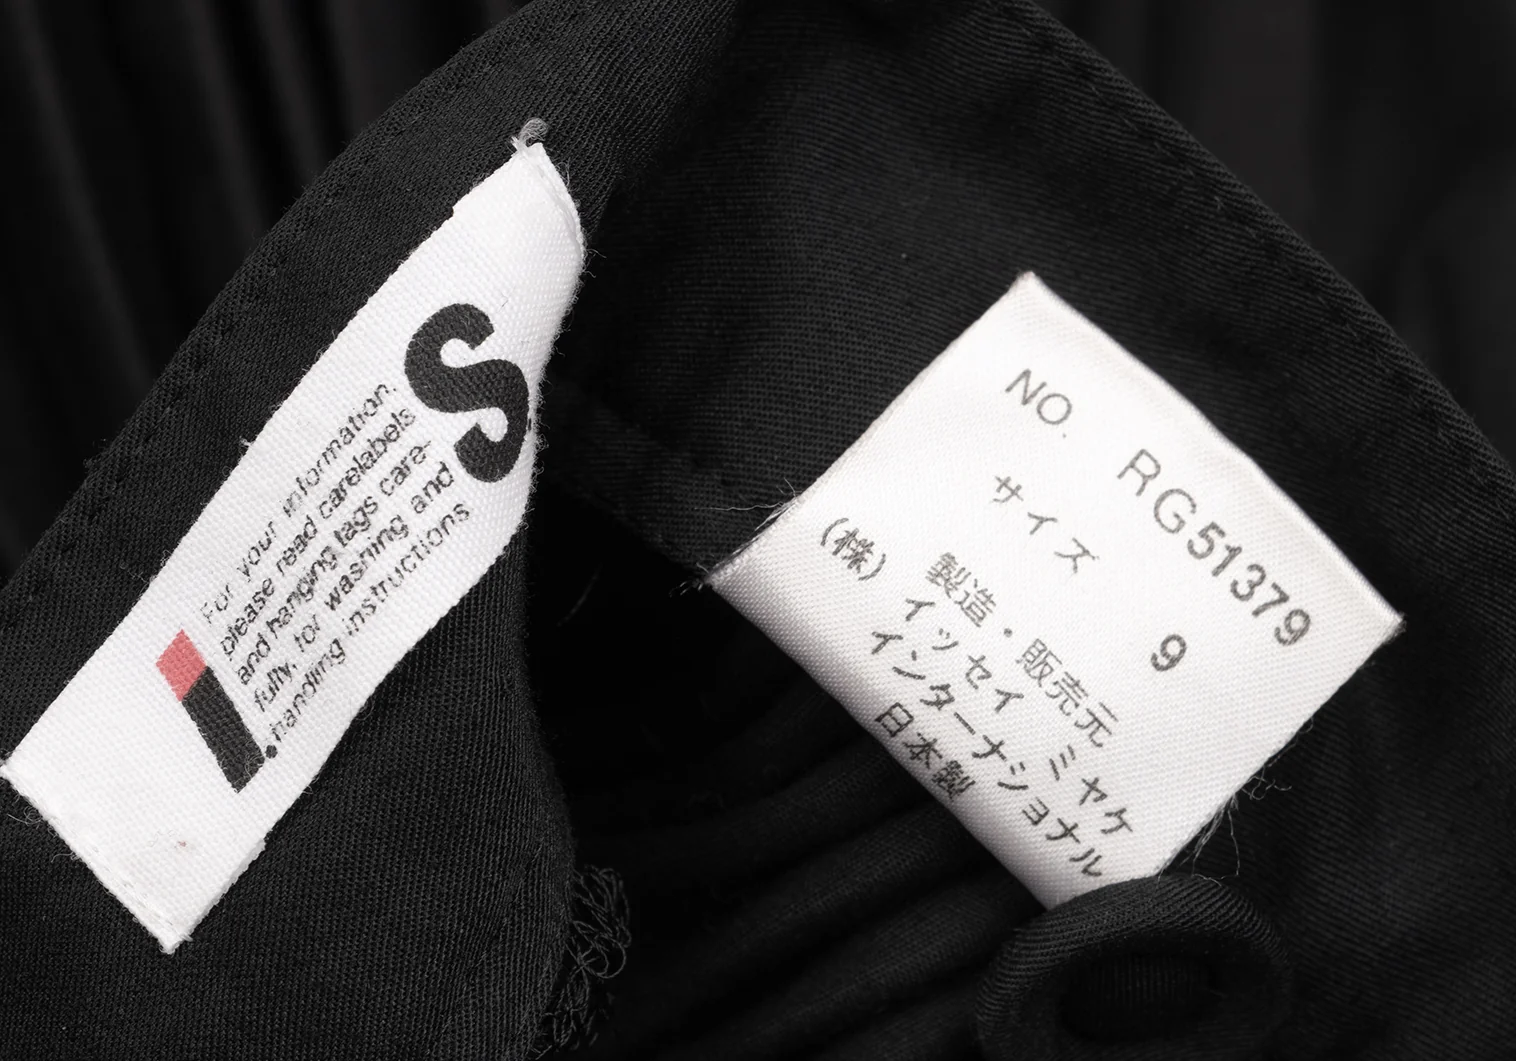 S
For your information.
please read carelabels
and hanging tags care-
fully, for washing and
handling instructions
I.
NO. RG51379
サイズ 9
製造・販売元
(株) イッセイ ミヤケ
インターナショナル
日本製